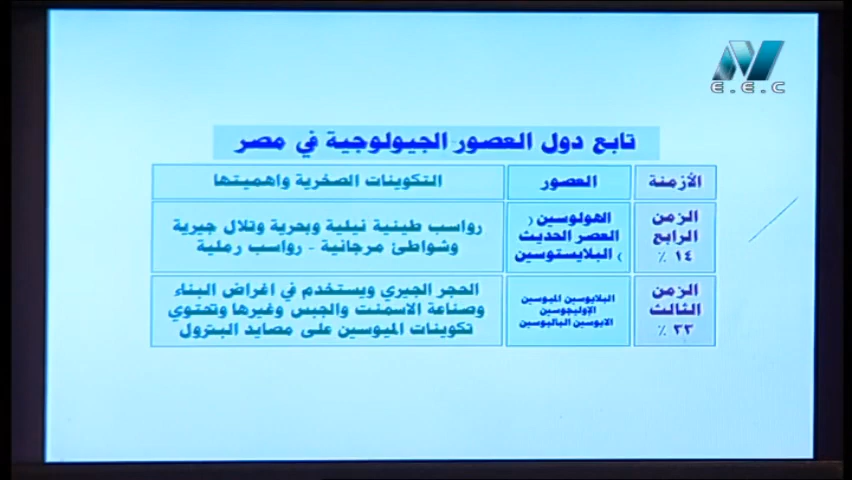 E.E.C
تابع دول العصور الجيولوجية في مصر
الأزمنة
العصور
التكوينات الصخرية واهميتها
الزمن
الرابع
١٤ ٪
الهولوسين (
العصر الحديث
) البلايستوسين
رواسب طينية نيلية وبحرية وتلال جيرية
وشواطئ مرجانية - رواسب رملية
الزمن
الثالث
٢٢ ٪
البلايوسين الميوسين
الإوليجوسين
الايوسين الباليوسين
الحجر الجيري ويستخدم في اغراض البناء
وصناعة الاسمنت والجبس وغيرها وتحتوي
تكوينات الميوسين على مصايد البترول